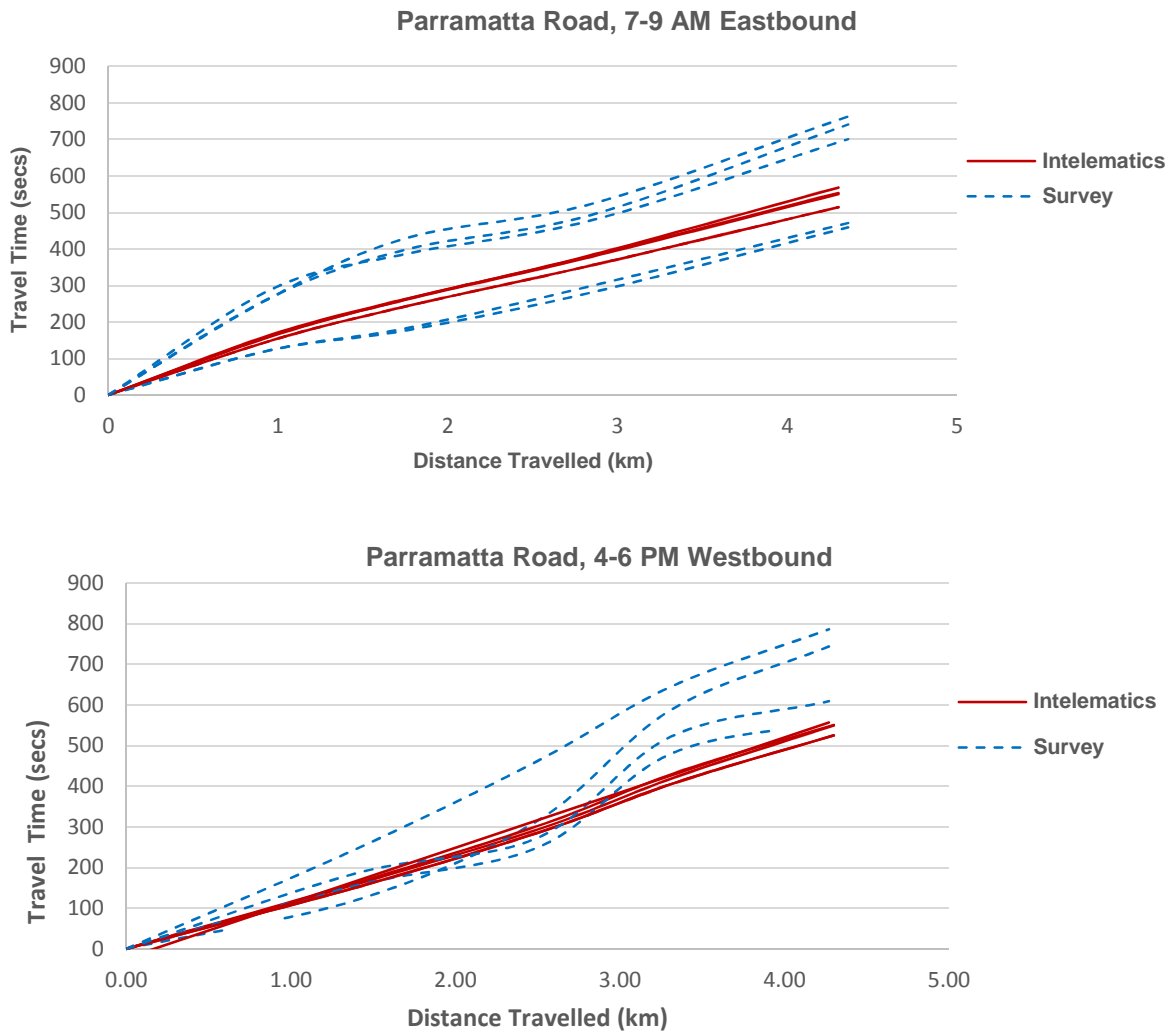 Parramatta Road, 7-9 AM Eastbound
900
800
700
600
500
400
300
200
100
0
Travel Time (secs)
0 1 2 3 4 5
Distance Travelled (km)
Intelematics
Survey
Parramatta Road, 4-6 PM Westbound
900
800
700
600
500
400
300
200
100
0
Travel Time (secs)
0.00 1.00 2.00 3.00 4.00 5.00
Distance Travelled (km)
Intelematics
Survey